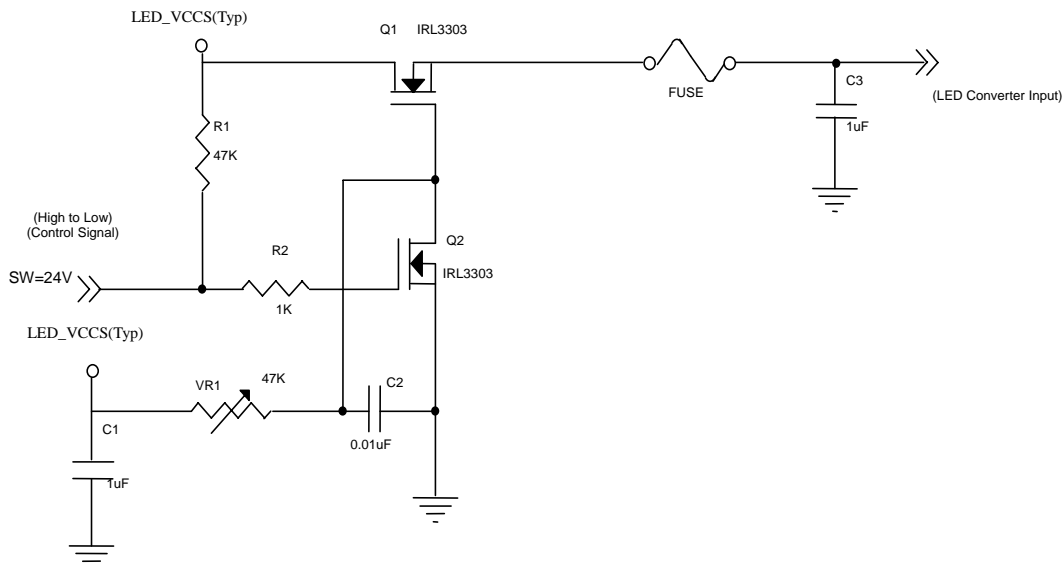 LED_VCCS(Typ)
Q1 IRL3303
FUSE
C3
1uF
(LED Converter Input)
R1
47K
(High to Low)
(Control Signal)
SW=24V
R2
1K
Q2
IRL3303
LED_VCCS(Typ)
VR1
47K
C2
0.01uF
C1
1uF